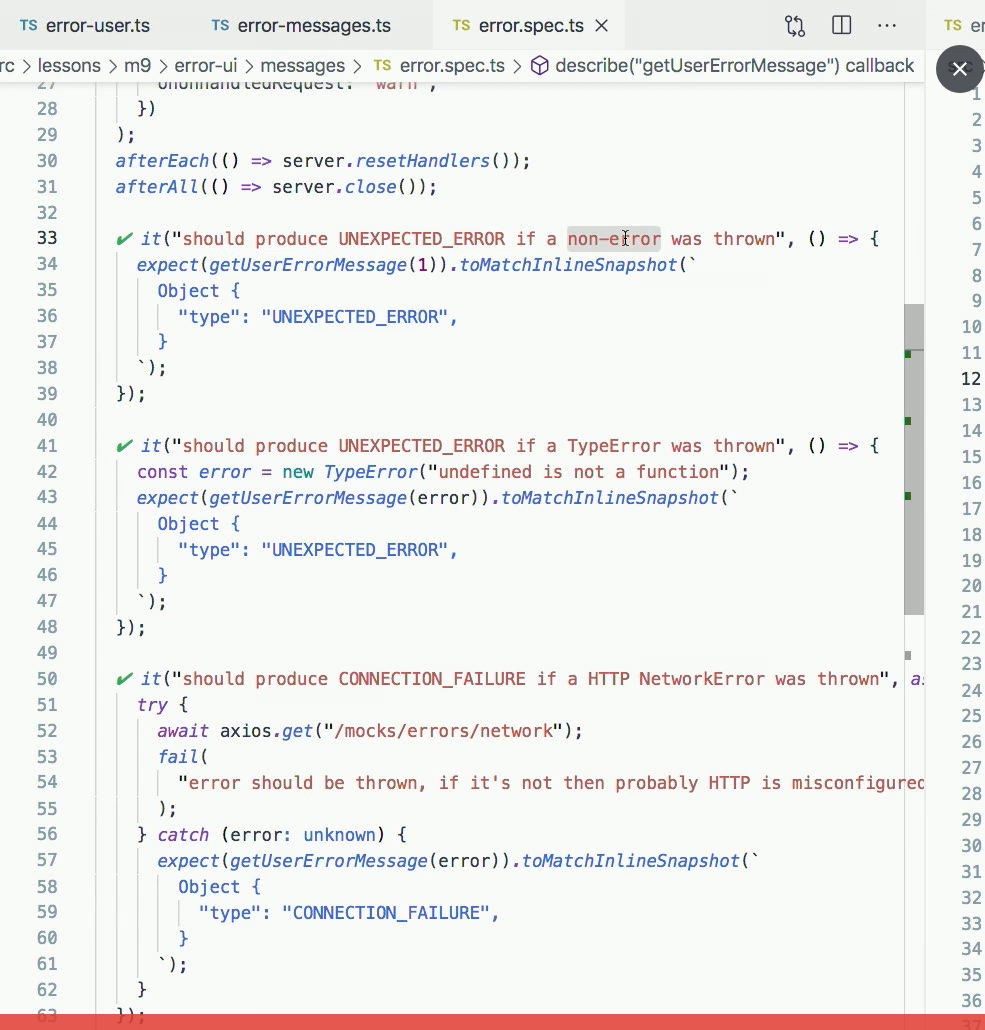 TS error-user.ts TS error-messages.ts TS error.spec.ts
rc > lessons > m9 > error-ui > messages > TS error.spec.ts > describe("getUserErrorMessage") callback
27 onUnhandledRequest: "warn",
28 })
29 );
30 afterEach(() => server.resetHandlers());
31 afterAll(() => server.close());
32
33 ✔ it("should produce UNEXPECTED_ERROR if a non-error was thrown", () => {
34 expect(getUserErrorMessage(1)).toMatchInlineSnapshot(`
35 Object {
36 "type": "UNEXPECTED_ERROR",
37 }
38 `);
39 });
40
41 ✔ it("should produce UNEXPECTED_ERROR if a TypeError was thrown", () => {
42 const error = new TypeError("undefined is not a function");
43 expect(getUserErrorMessage(error)).toMatchInlineSnapshot(`
44 Object {
45 "type": "UNEXPECTED_ERROR",
46 }
47 `);
48 });
49
50 ✔ it("should produce CONNECTION_FAILURE if a HTTP NetworkError was thrown", a
51 try {
52 await axios.get("/mocks/errors/network");
53 fail(
54 "error should be thrown, if it's not then probably HTTP is misconfigured
55 );
56 } catch (error: unknown) {
57 expect(getUserErrorMessage(error)).toMatchInlineSnapshot(`
58 Object {
59 "type": "CONNECTION_FAILURE",
60 }
61 `);
62 }
63 });
TS er
1
2
3
4
5
6
7
8
9
10
11
12
13
14
15
16
17
18
19
20
21
22
23
24
25
26
27
28
29
30
31
32
33
34
35
36
37